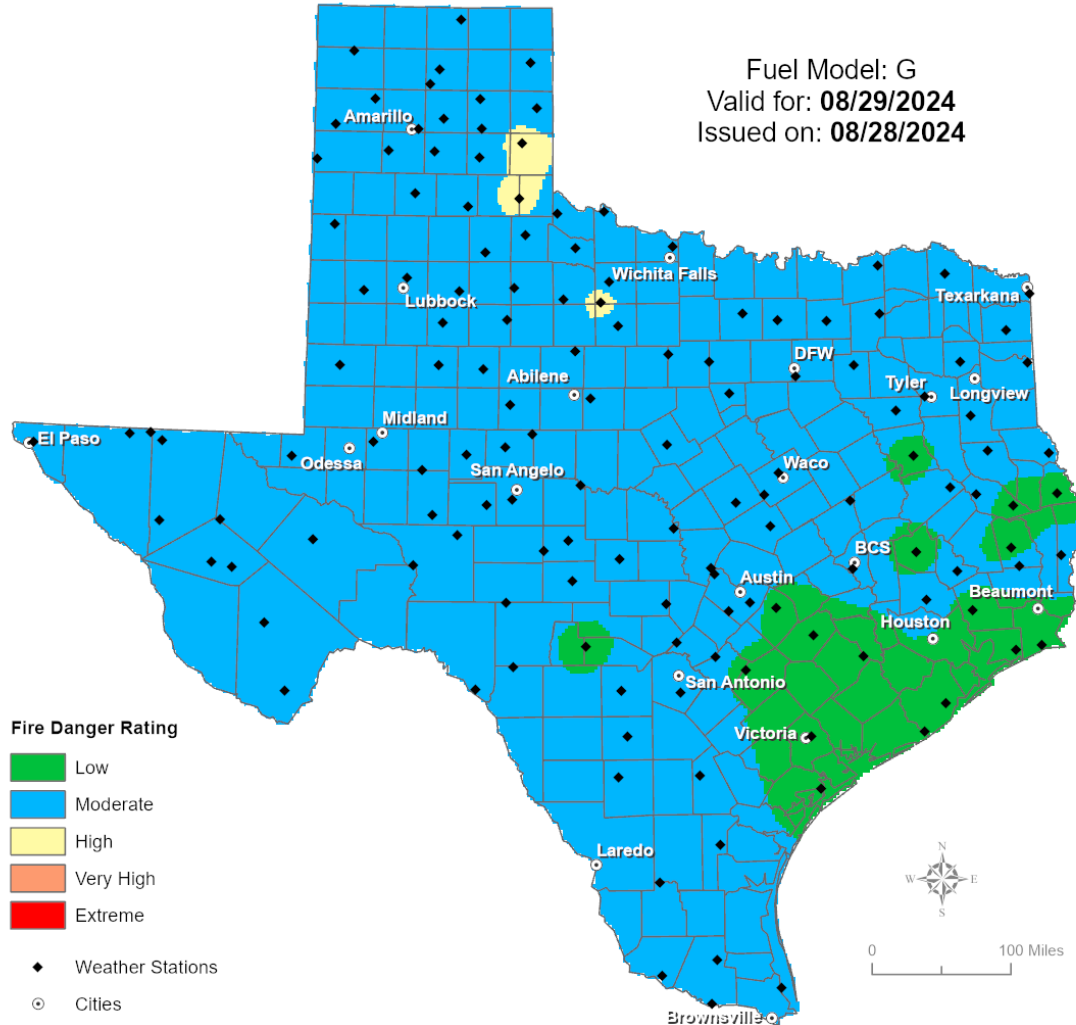 Fuel Model: G
Valid for: 08/29/2024
Issued on: 08/28/2024
Amarillo
Wichita Falls
Lubbock
Texarkana
DFW
Abilene
Tyler
Longview
Midland
El Paso
Odessa
San Angelo
Waco
BCS
Austin
Beaumont
Houston
San Antonio
Victoria
Laredo
Brownsville
Fire Danger Rating
Low
Moderate
High
Very High
Extreme
Weather Stations
Cities
N
W E
S
0 100 Miles